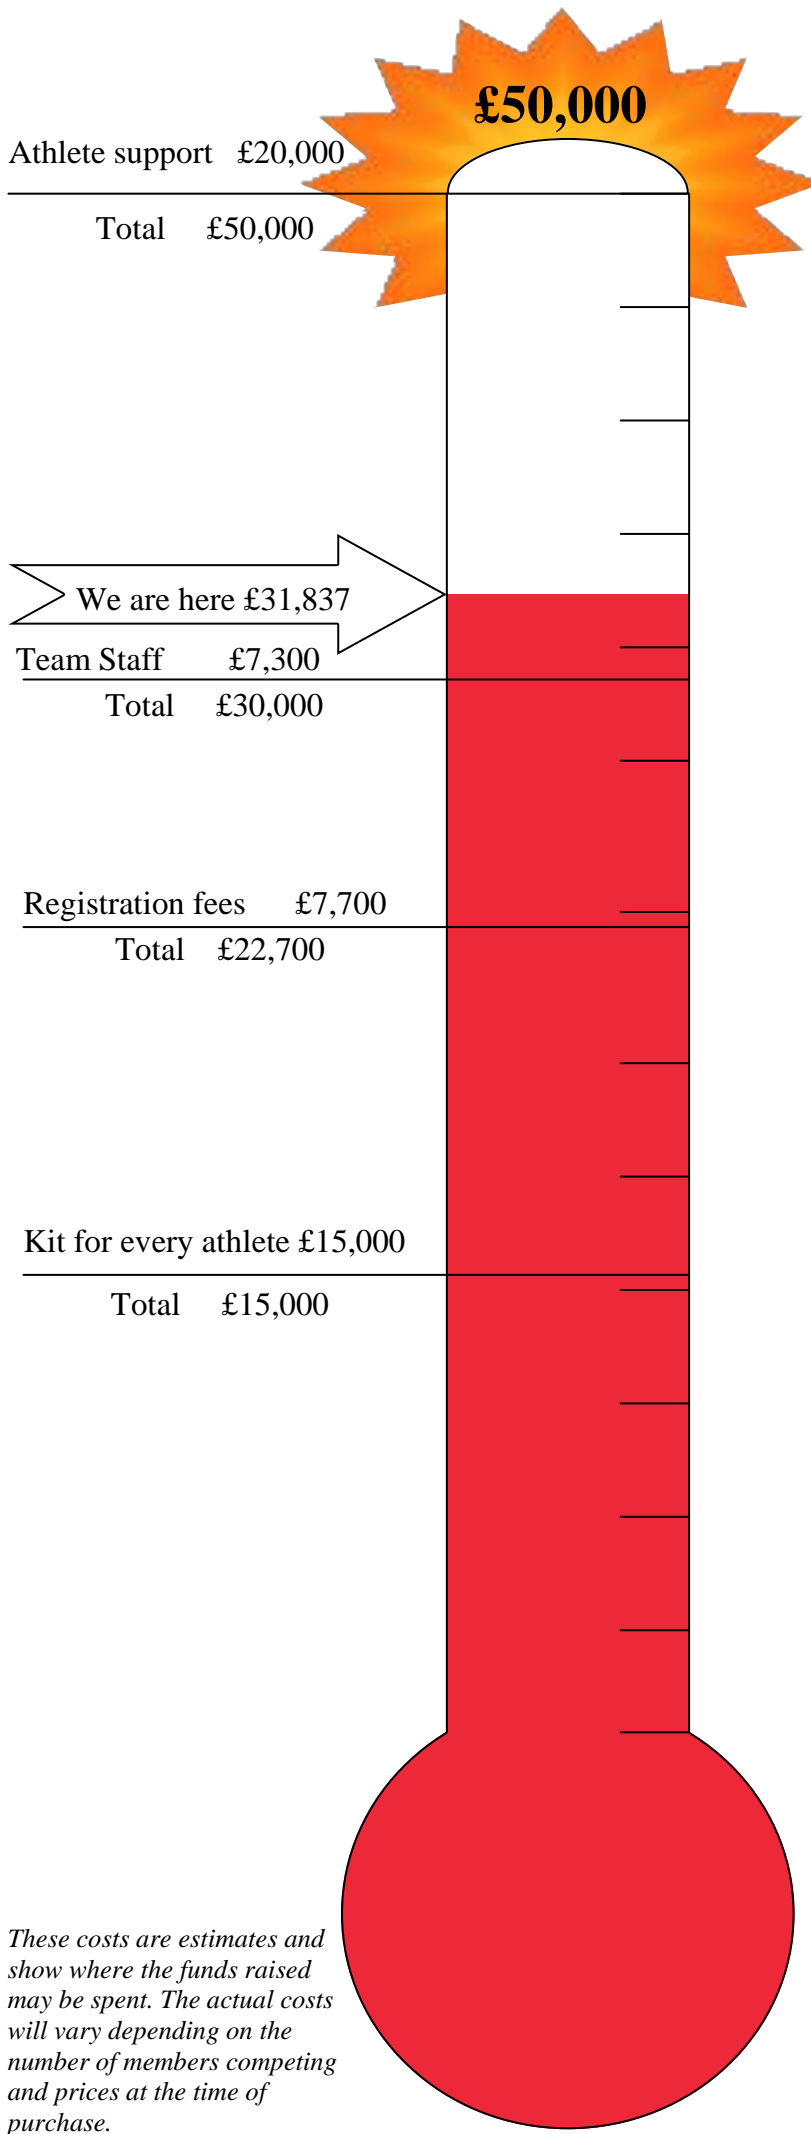 £50,000
Athlete support £20,000
Total £50,000
We are here £31,837
Team Staff £7,300
Total £30,000
Registration fees £7,700
Total £22,700
Kit for every athlete £15,000
Total £15,000
These costs are estimates and
show where the funds raised
may be spent. The actual costs
will vary depending on the
number of members competing
and prices at the time of
purchase.